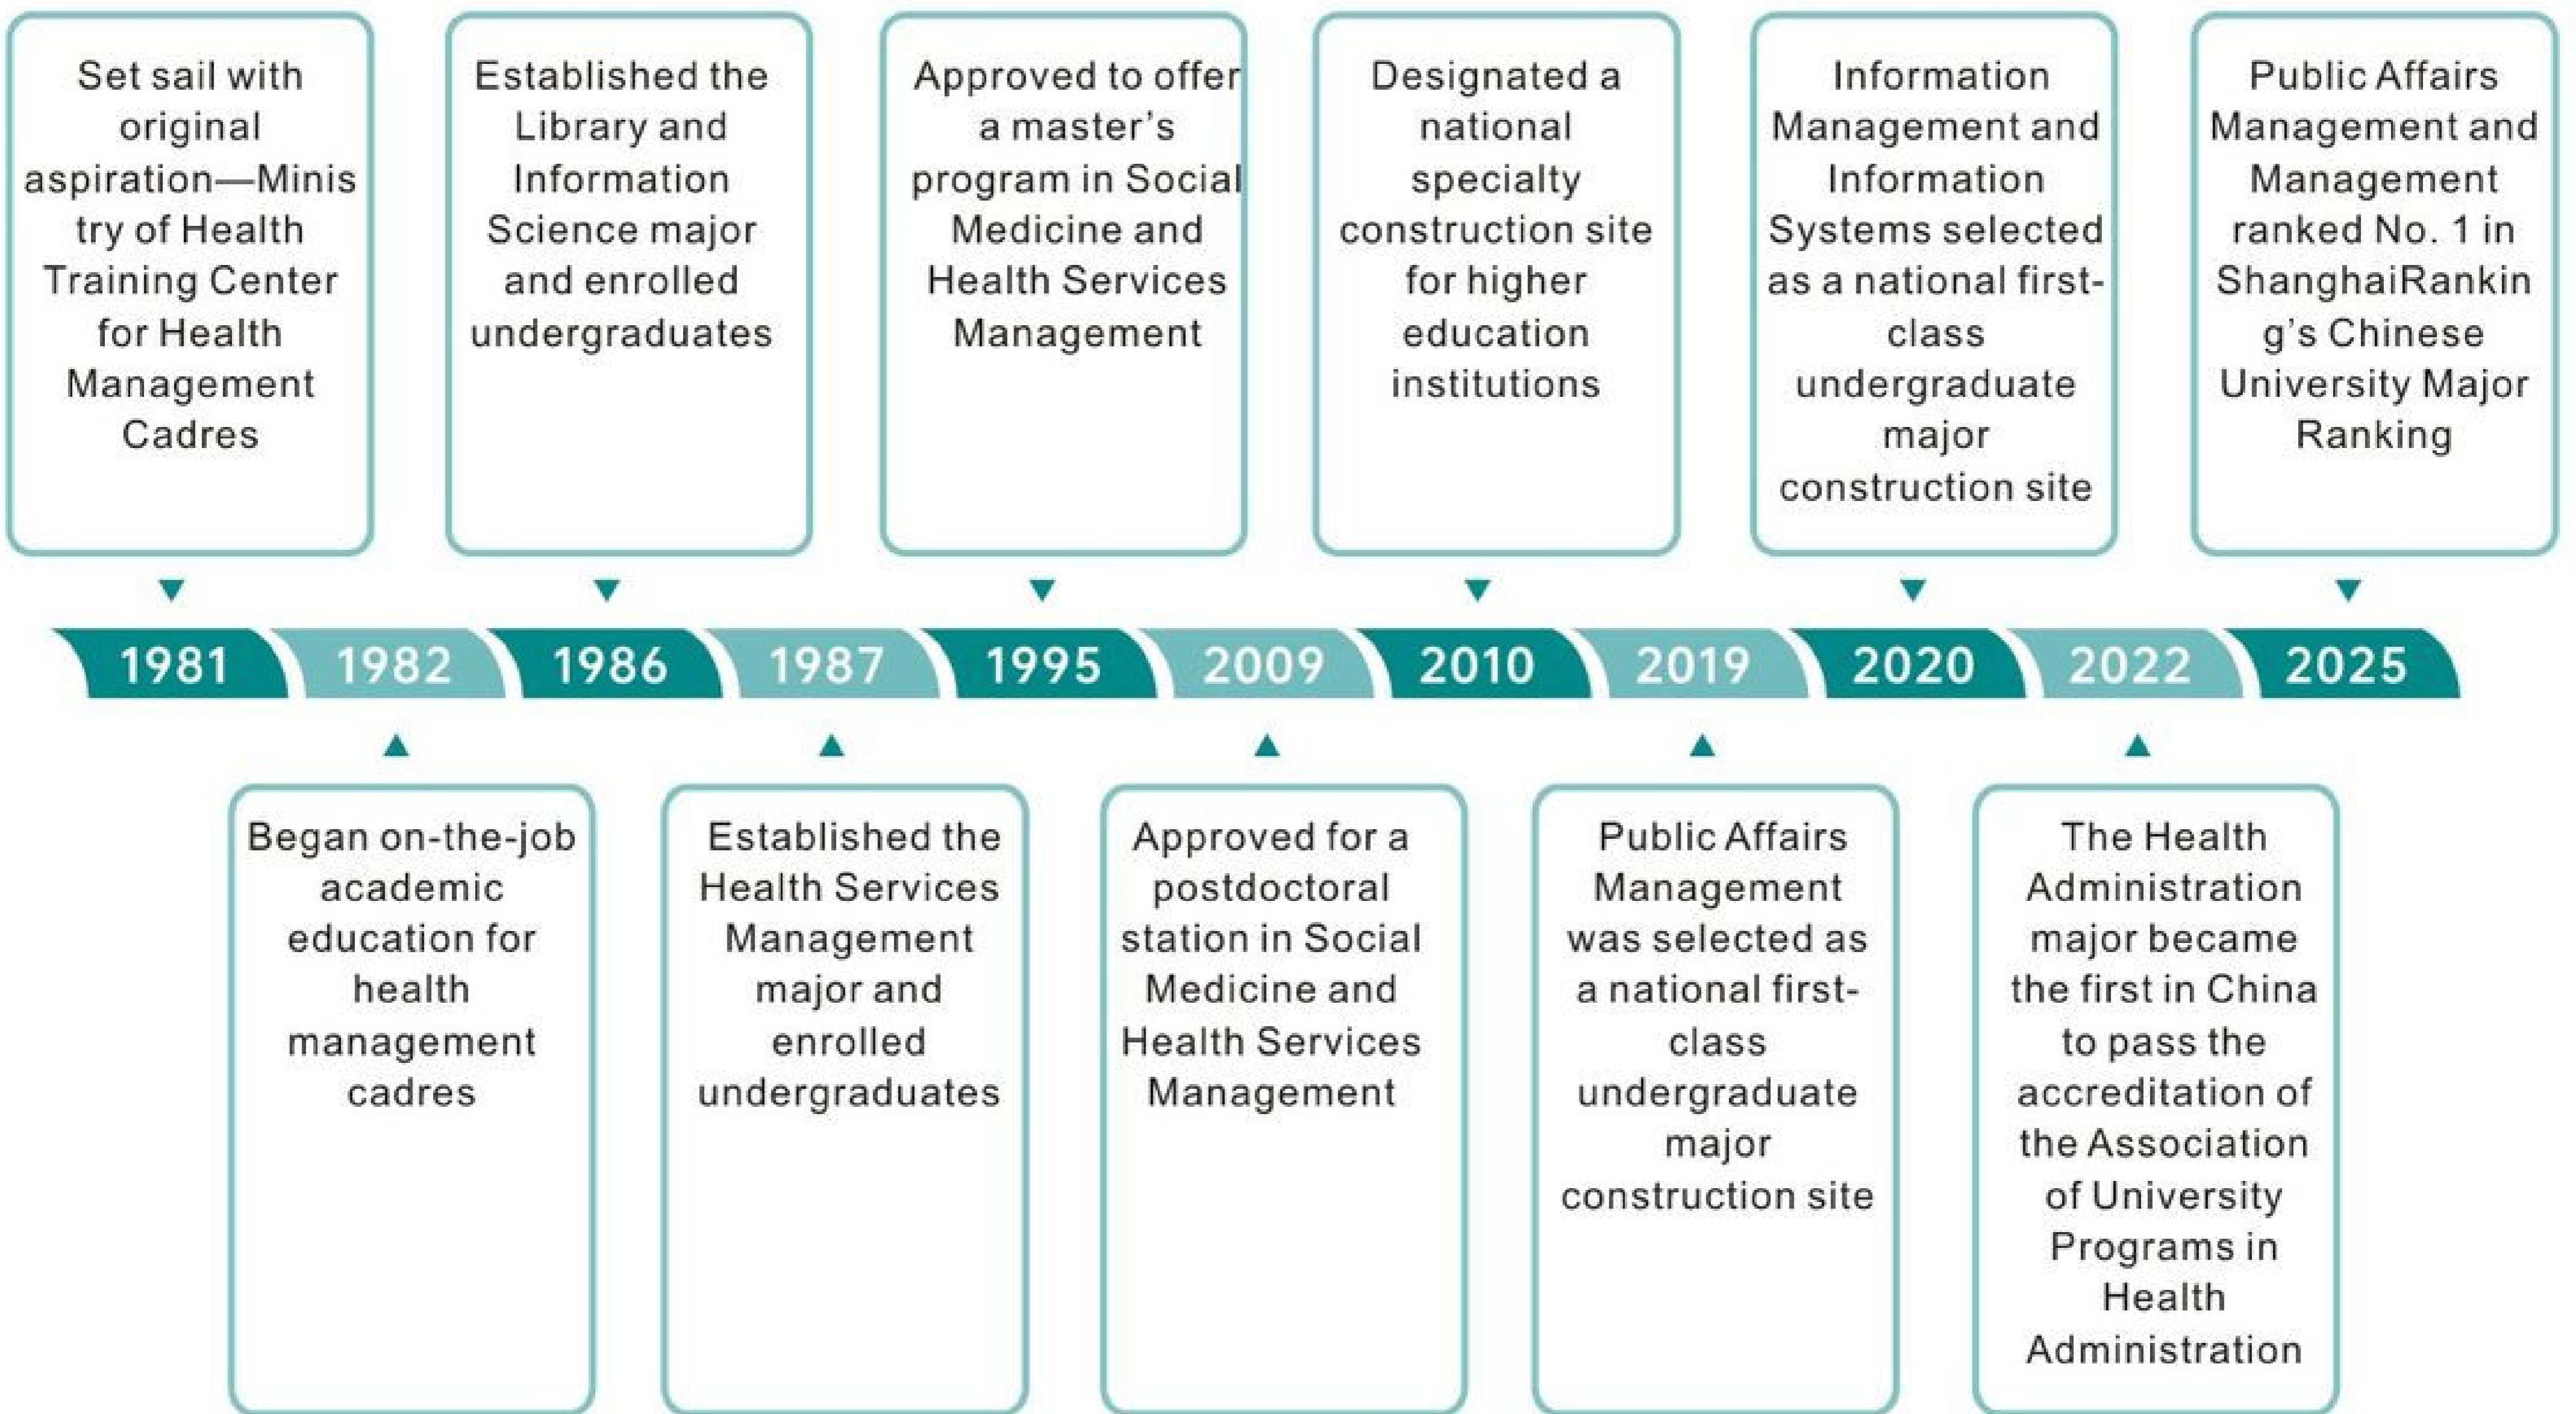 Set sail with
original
aspiration—Minis
try of Health
Training Center
for Health
Management
Cadres
Established the
Library and
Information
Science major
and enrolled
undergraduates
Approved to offer
a master's
program in Social
Medicine and
Health Services
Management
Designated a
national
specialty
construction site
for higher
education
institutions
Information
Management and
Information
Systems selected
as a national first-
class
undergraduate
major
construction site
Public Affairs
Management and
Management
ranked No. 1 in
ShanghaiRankin
g's Chinese
University Major
Ranking
1981 1982 1986 1987 1995 2009 2010 2019 2020 2022 2025
Began on-the-job
academic
education for
health
management
cadres
Established the
Health Services
Management
major and
enrolled
undergraduates
Approved for a
postdoctoral
station in Social
Medicine and
Health Services
Management
Public Affairs
Management
was selected as
a national first-
class
undergraduate
major
construction site
The Health
Administration
major became
the first in China
to pass the
accreditation of
the Association
of University
Programs in
Health
Administration